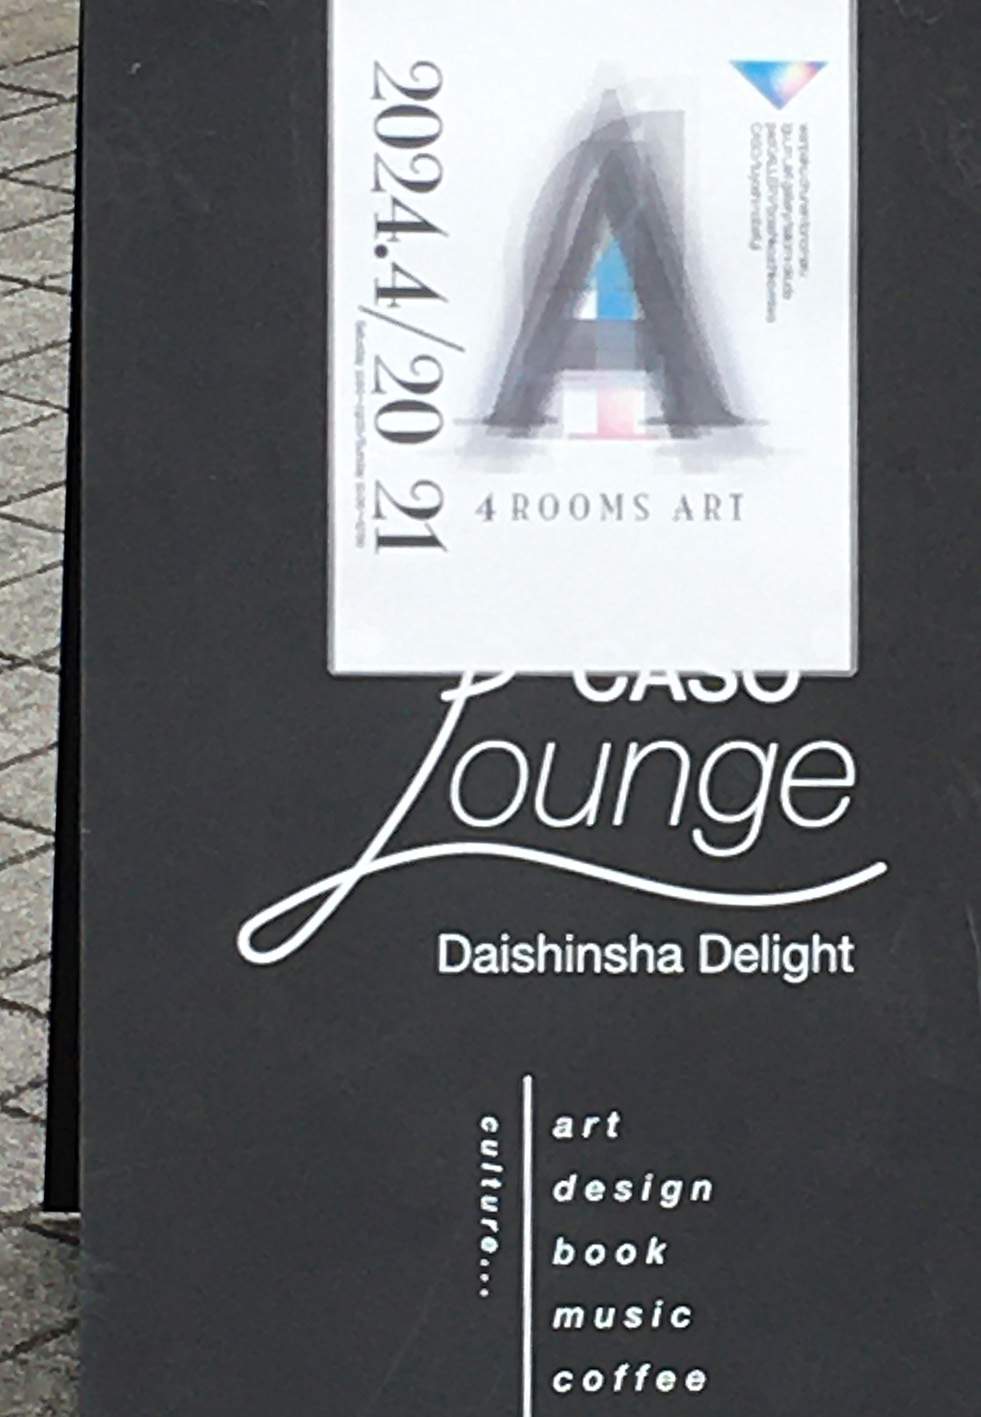 2024.4/20 21
A
4 ROOMS ART
CASO
Lounge
Daishinsha Delight
culture...
art
design
book
music
coffee